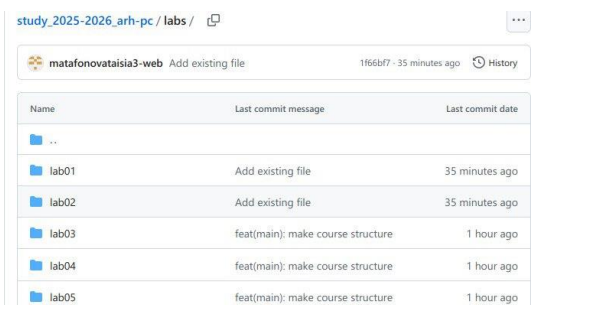 study_2025-2026_arh-pc / labs /
matafonovataisia3-web Add existing file 1f66bf7 · 35 minutes ago History
Name Last commit message Last commit date
..
lab01 Add existing file 35 minutes ago
lab02 Add existing file 35 minutes ago
lab03 feat(main): make course structure 1 hour ago
lab04 feat(main): make course structure 1 hour ago
lab05 feat(main): make course structure 1 hour ago